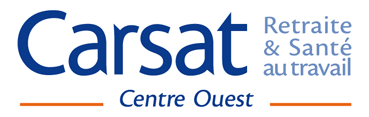 Carsat
Retraite
& Santé
au travail
Centre Ouest